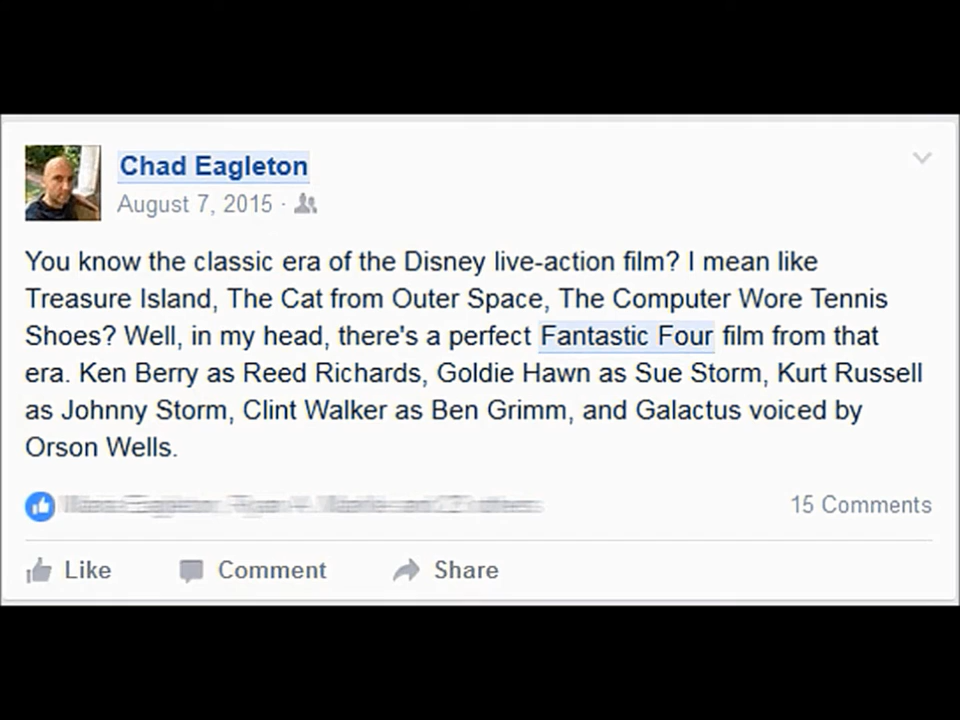 Chad Eagleton
August 7, 2015 ·
You know the classic era of the Disney live-action film? I mean like
Treasure Island, The Cat from Outer Space, The Computer Wore Tennis
Shoes? Well, in my head, there's a perfect Fantastic Four film from that
era. Ken Berry as Reed Richards, Goldie Hawn as Sue Storm, Kurt Russell
as Johnny Storm, Clint Walker as Ben Grimm, and Galactus voiced by
Orson Wells.
15 Comments
Like Comment Share